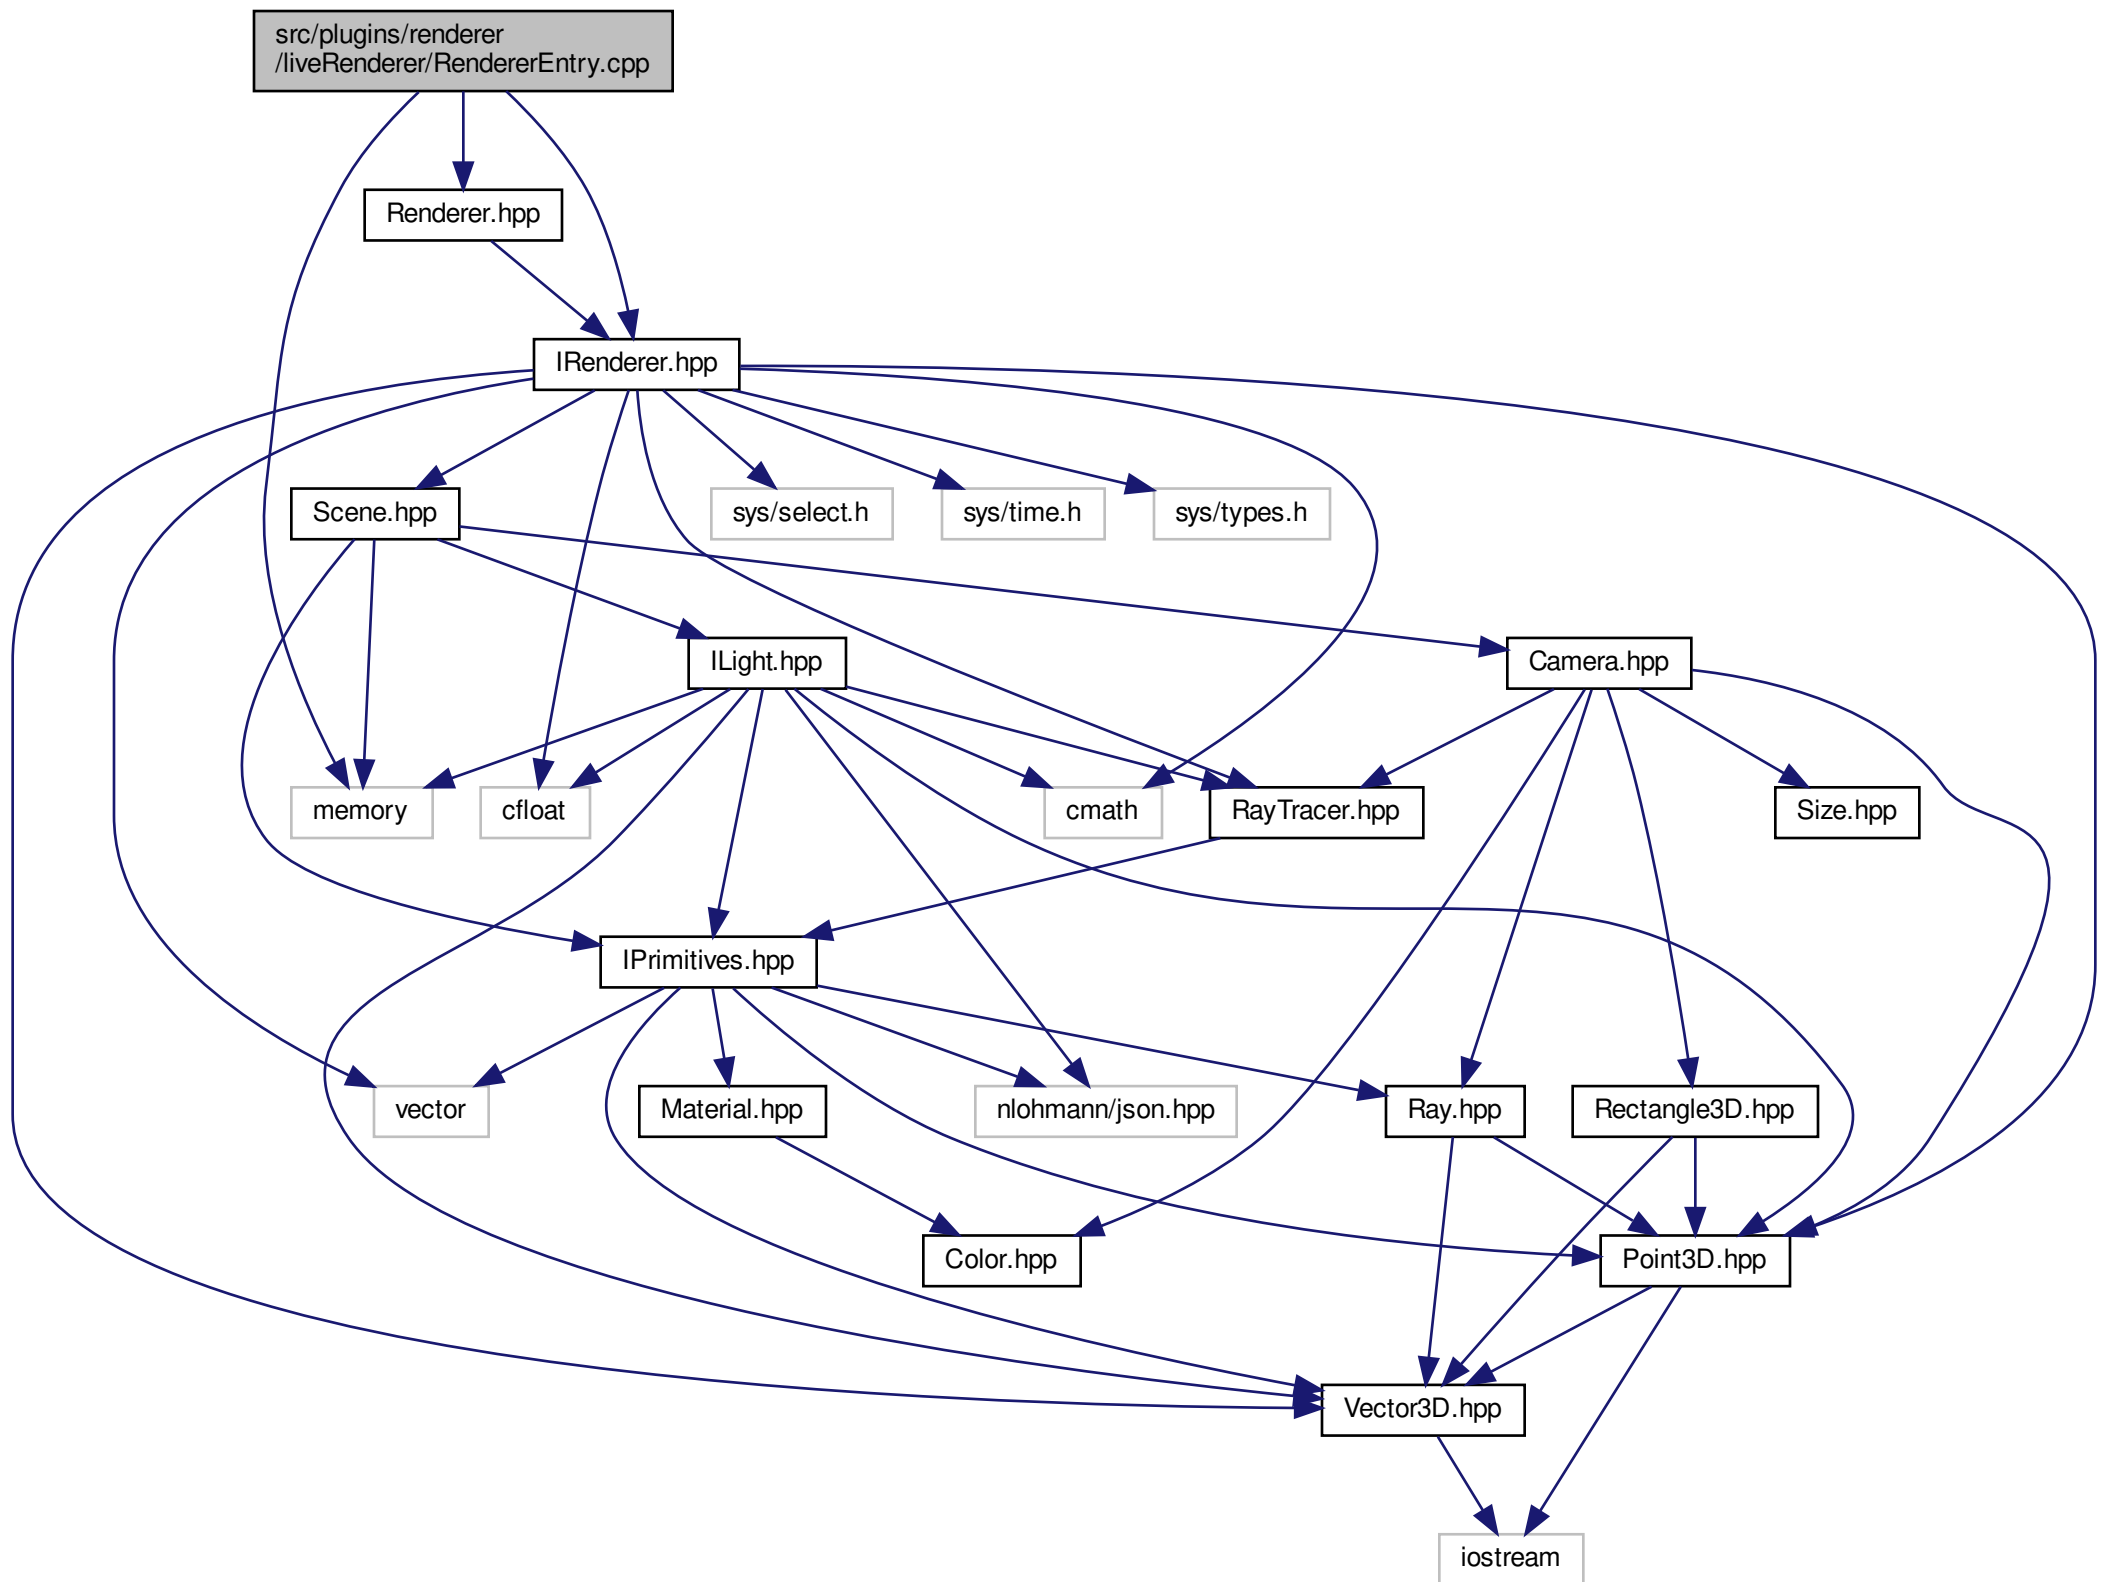 src/plugins/renderer
/liveRenderer/RendererEntry.cpp
Renderer.hpp
IRenderer.hpp
Scene.hpp
sys/select.h
sys/time.h
sys/types.h
ILight.hpp
Camera.hpp
memory
cfloat
cmath
RayTracer.hpp
Size.hpp
IPrimitives.hpp
vector
Material.hpp
nlohmann/json.hpp
Ray.hpp
Rectangle3D.hpp
Color.hpp
Point3D.hpp
Vector3D.hpp
iostream